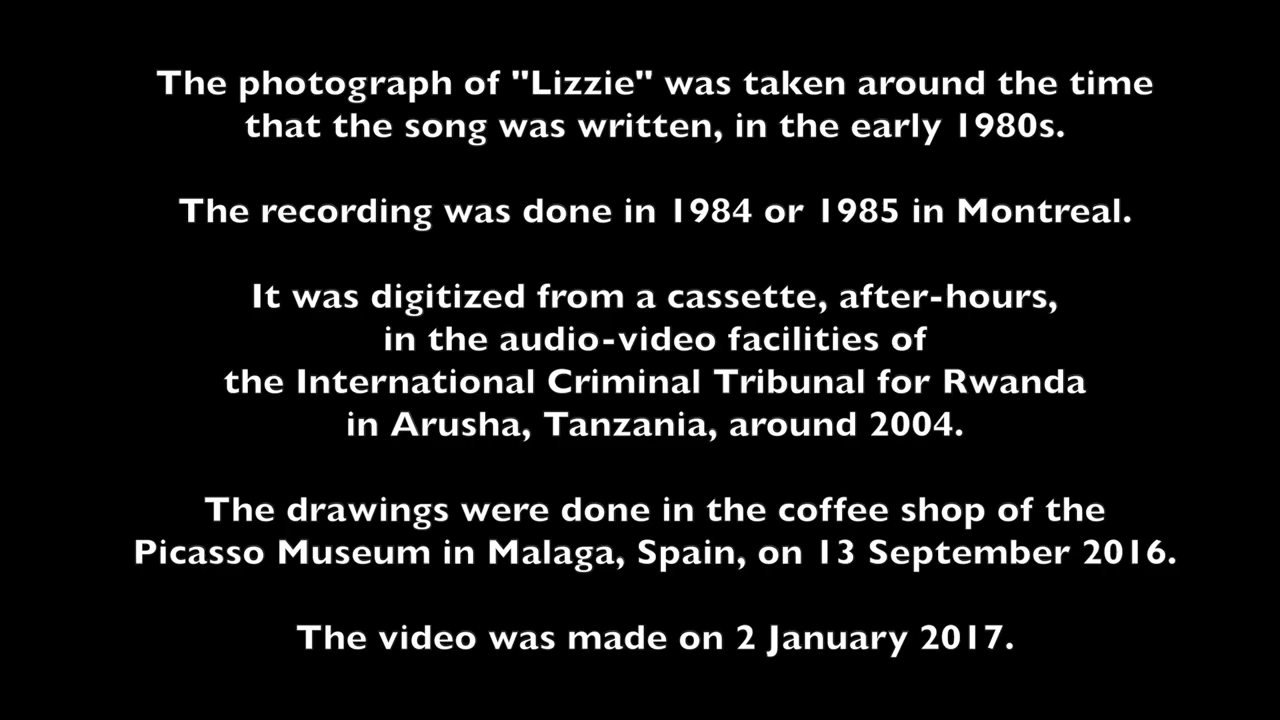 The photograph of "Lizzie" was taken around the time
that the song was written, in the early 1980s.
The recording was done in 1984 or 1985 in Montreal.
It was digitized from a cassette, after-hours,
in the audio-video facilities of
the International Criminal Tribunal for Rwanda
in Arusha, Tanzania, around 2004.
The drawings were done in the coffee shop of the
Picasso Museum in Malaga, Spain, on 13 September 2016.
The video was made on 2 January 2017.